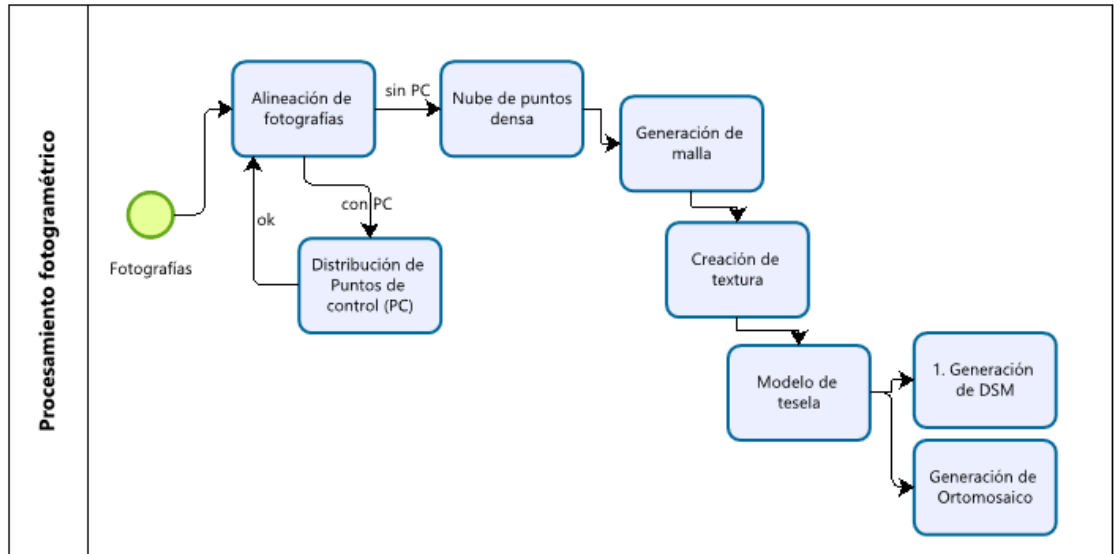 Procesamiento fotogramétrico
Fotografías
Alineación de
fotografías
sin PC
con PC
ok
Distribución de
Puntos de
control (PC)
Nube de puntos
densa
Generación de
malla
Creación de
textura
Modelo de
tesela
1. Generación
de DSM
Generación de
Ortomosaico